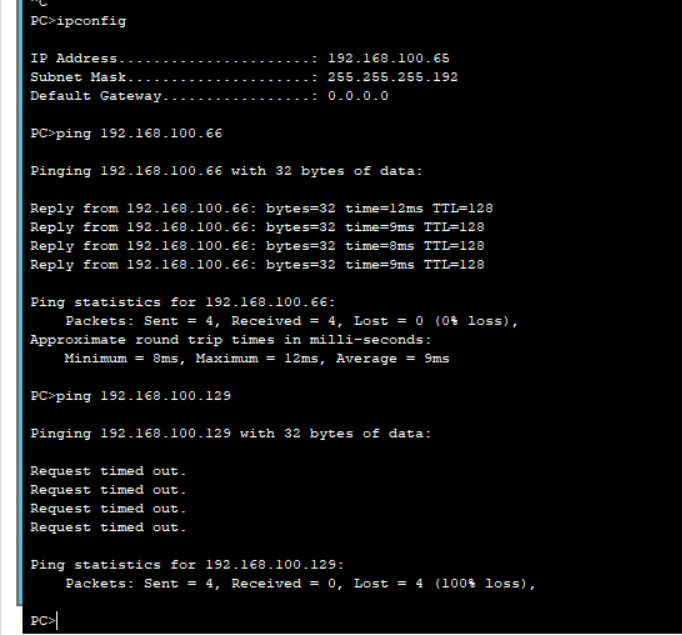 ^C
PC>ipconfig
IP Address......................: 192.168.100.65
Subnet Mask.....................: 255.255.255.192
Default Gateway.................: 0.0.0.0
PC>ping 192.168.100.66
Pinging 192.168.100.66 with 32 bytes of data:
Reply from 192.168.100.66: bytes=32 time=12ms TTL=128
Reply from 192.168.100.66: bytes=32 time=9ms TTL=128
Reply from 192.168.100.66: bytes=32 time=8ms TTL=128
Reply from 192.168.100.66: bytes=32 time=9ms TTL=128
Ping statistics for 192.168.100.66:
Packets: Sent = 4, Received = 4, Lost = 0 (0% loss),
Approximate round trip times in milli-seconds:
Minimum = 8ms, Maximum = 12ms, Average = 9ms
PC>ping 192.168.100.129
Pinging 192.168.100.129 with 32 bytes of data:
Request timed out.
Request timed out.
Request timed out.
Request timed out.
Ping statistics for 192.168.100.129:
Packets: Sent = 4, Received = 0, Lost = 4 (100% loss),
PC>